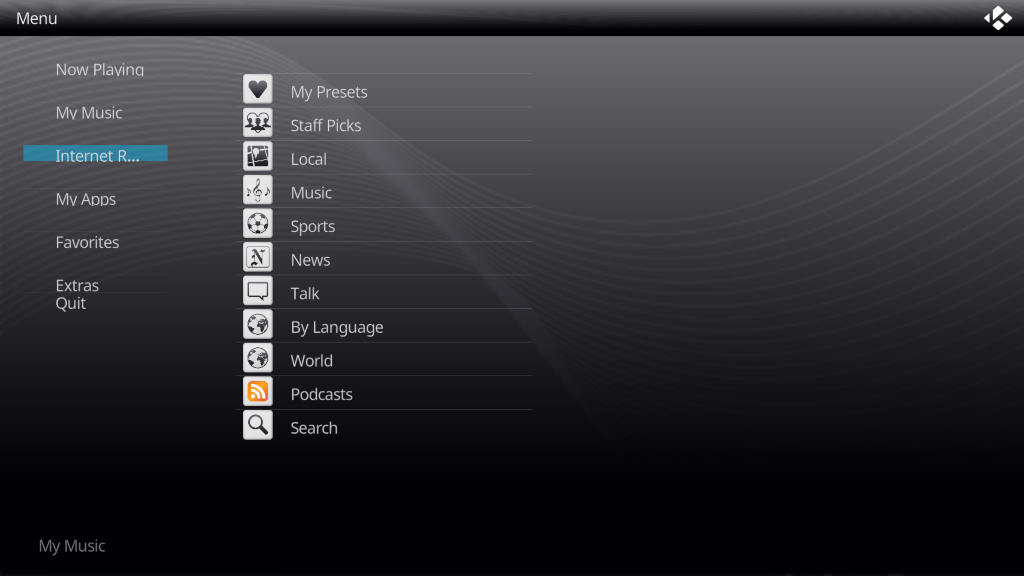 Menu
Now Playing
My Music
Internet R...
My Apps
Favorites
Extras
Quit
My Presets
Staff Picks
Local
Music
Sports
News
Talk
By Language
World
Podcasts
Search
My Music